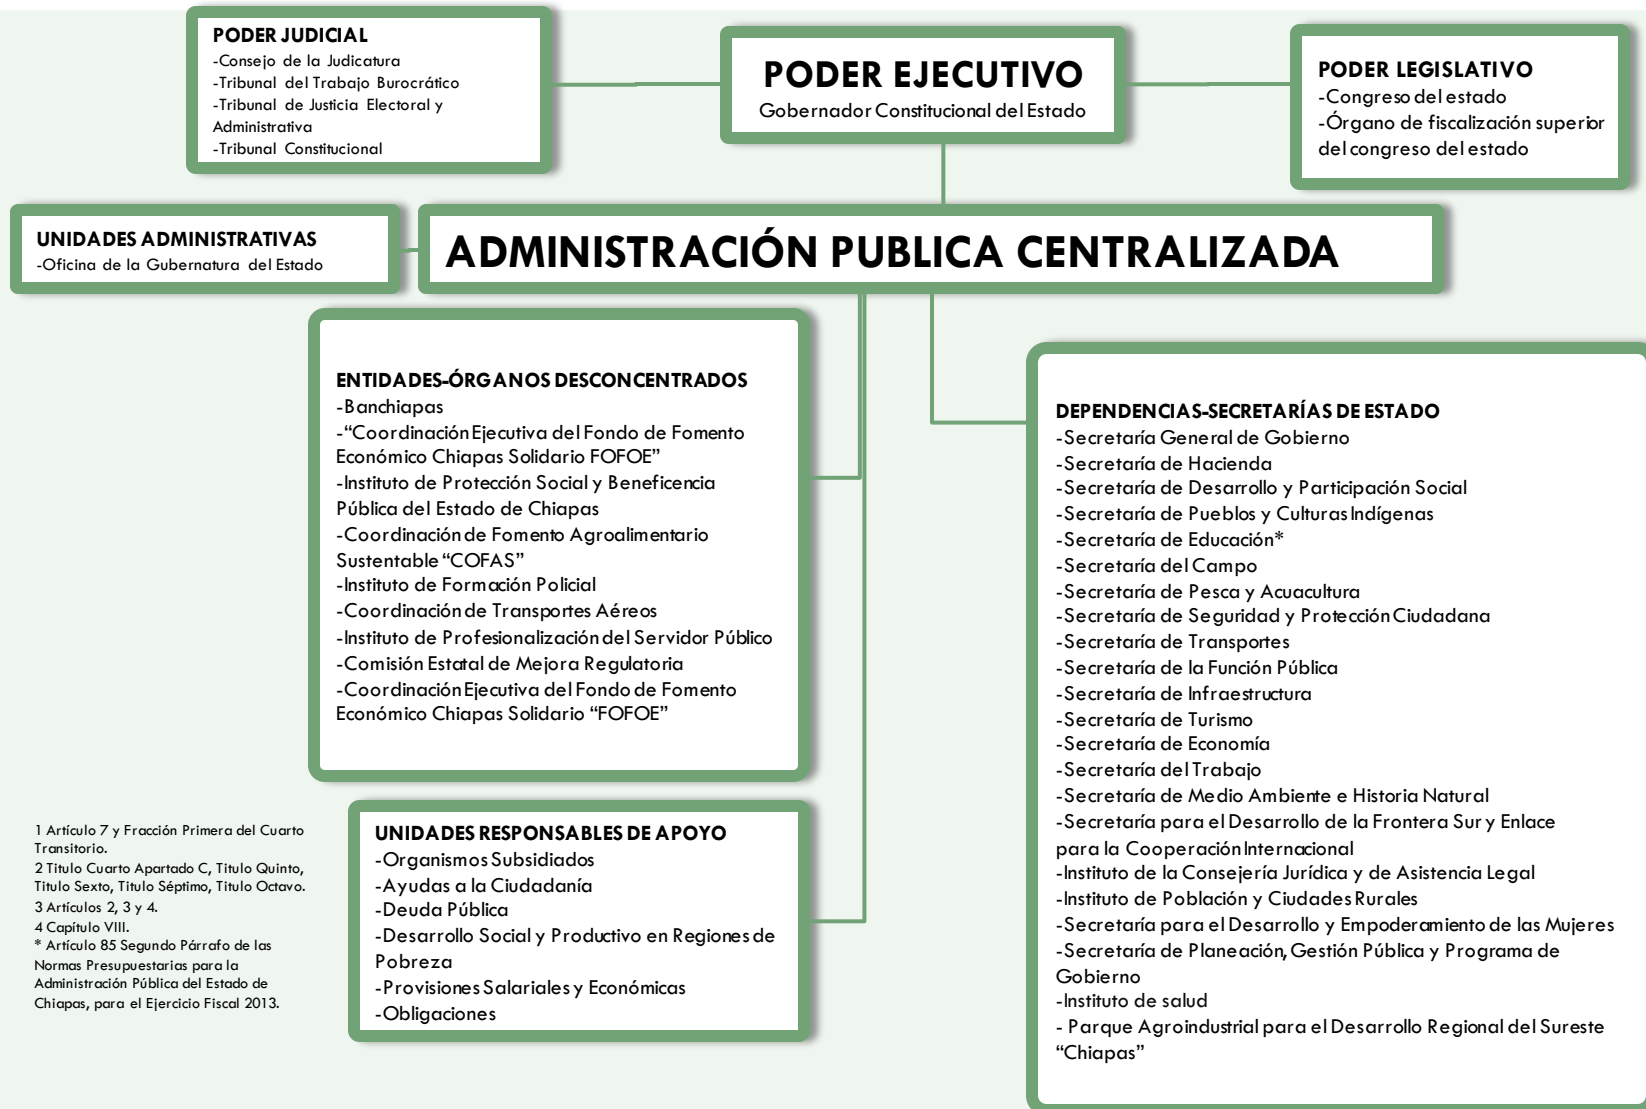 PODER JUDICIAL
-Consejo de la Judicatura
-Tribunal del Trabajo Burocrático
-Tribunal de Justicia Electoral y
Administrativa
-Tribunal Constitucional
PODER EJECUTIVO
Gobernador Constitucional del Estado
PODER LEGISLATIVO
-Congreso del estado
-Órgano de fiscalización superior
del congreso del estado
UNIDADES ADMINISTRATIVAS
-Oficina de la Gubernatura del Estado
ADMINISTRACIÓN PUBLICA CENTRALIZADA
ENTIDADES-ÓRGANOS DESCONCENTRADOS
-Banchiapas
-“Coordinación Ejecutiva del Fondo de Fomento
Económico Chiapas Solidario FOFOE”
-Instituto de Protección Social y Beneficencia
Pública del Estado de Chiapas
-Coordinación de Fomento Agroalimentario
Sustentable “COFAS”
-Instituto de Formación Policial
-Coordinación de Transportes Aéreos
-Instituto de Profesionalización del Servidor Público
-Comisión Estatal de Mejora Regulatoria
-Coordinación Ejecutiva del Fondo de Fomento
Económico Chiapas Solidario “FOFOE”
DEPENDENCIAS-SECRETARÍAS DE ESTADO
-Secretaría General de Gobierno
-Secretaría de Hacienda
-Secretaría de Desarrollo y Participación Social
-Secretaría de Pueblos y Culturas Indígenas
-Secretaría de Educación*
-Secretaría del Campo
-Secretaría de Pesca y Acuacultura
-Secretaría de Seguridad y Protección Ciudadana
-Secretaría de Transportes
-Secretaría de la Función Pública
-Secretaría de Infraestructura
-Secretaría de Turismo
-Secretaría de Economía
-Secretaría del Trabajo
-Secretaría de Medio Ambiente e Historia Natural
-Secretaría para el Desarrollo de la Frontera Sur y Enlace
para la Cooperación Internacional
-Instituto de la Consejería Jurídica y de Asistencia Legal
-Instituto de Población y Ciudades Rurales
-Secretaría para el Desarrollo y Empoderamiento de las Mujeres
-Secretaría de Planeación, Gestión Pública y Programa de
Gobierno
-Instituto de salud
- Parque Agroindustrial para el Desarrollo Regional del Sureste
“Chiapas”
1 Artículo 7 y Fracción Primera del Cuarto
Transitorio.
2 Titulo Cuarto Apartado C, Titulo Quinto,
Titulo Sexto, Titulo Séptimo, Titulo Octavo.
3 Artículos 2, 3 y 4.
4 Capítulo VIII.
* Artículo 85 Segundo Párrafo de las
Normas Presupuestarias para la
Administración Pública del Estado de
Chiapas, para el Ejercicio Fiscal 2013.
UNIDADES RESPONSABLES DE APOYO
-Organismos Subsidiados
-Ayudas a la Ciudadanía
-Deuda Pública
-Desarrollo Social y Productivo en Regiones de
Pobreza
-Provisiones Salariales y Económicas
-Obligaciones